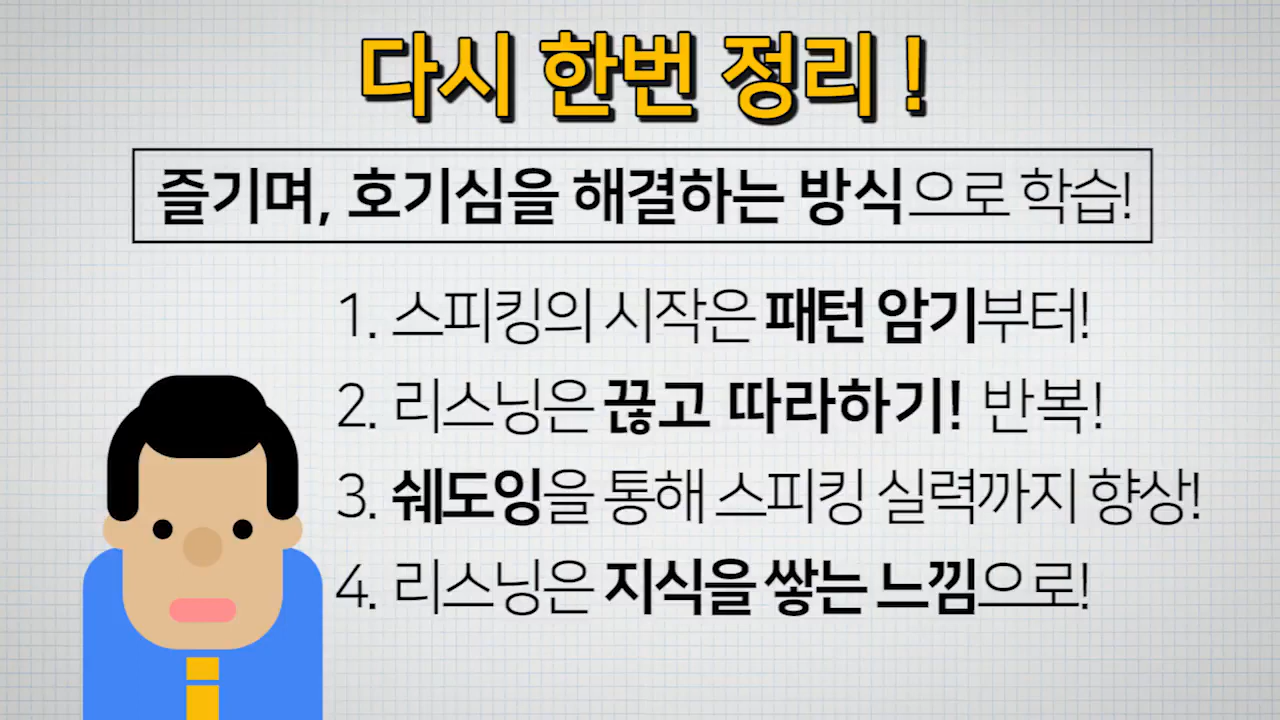 다시 한번 정리 !
즐기며, 호기심을 해결하는 방식으로 학습!
1. 스피킹의 시작은 패턴 암기부터!
2. 리스닝은 끊고 따라하기! 반복!
3. 쉐도잉을 통해 스피킹 실력까지 향상!
4. 리스닝은 지식을 쌓는 느낌으로!